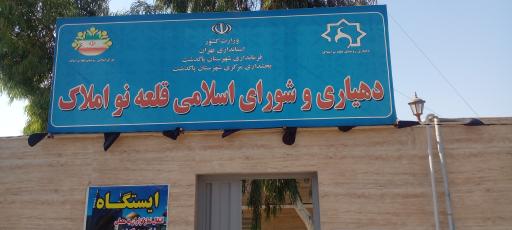 وزارت کشور
استانداری تهران
فرمانداری شهرستان پاکدشت
بخشداری مرکزی شهرستان پاکدشت
دهیاری و شورای اسلامی قلعه نو املاک
ایستگاه